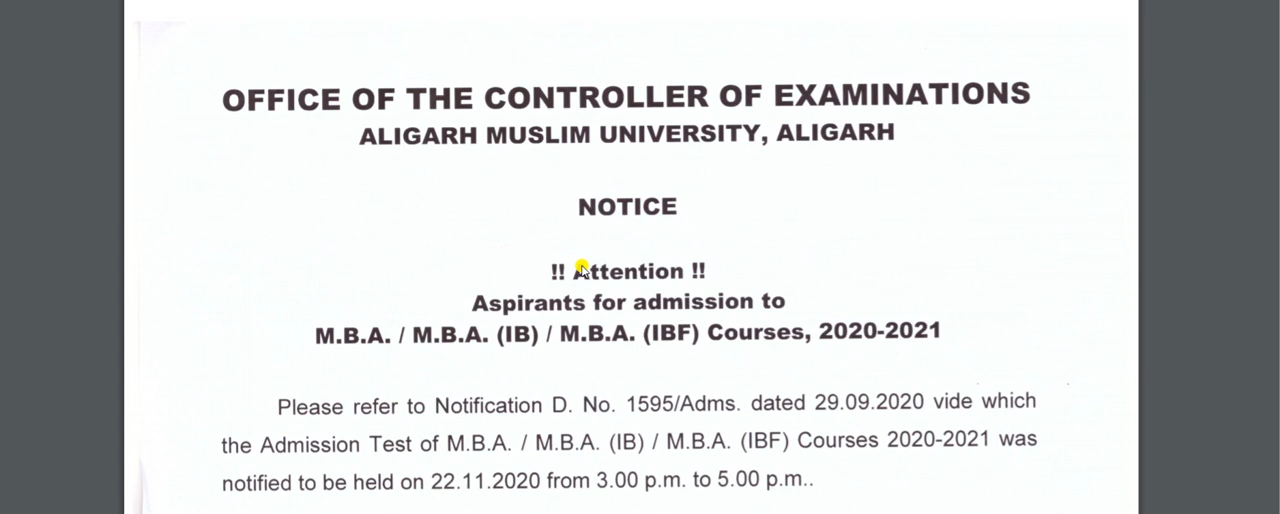 OFFICE OF THE CONTROLLER OF EXAMINATIONS
ALIGARH MUSLIM UNIVERSITY, ALIGARH
NOTICE
!! Attention !!
Aspirants for admission to
M.B.A. / M.B.A. (IB) / M.B.A. (IBF) Courses, 2020-2021
Please refer to Notification D. No. 1595/Adms. dated 29.09.2020 vide which
the Admission Test of M.B.A. / M.B.A. (IB) / M.B.A. (IBF) Courses 2020-2021 was
notified to be held on 22.11.2020 from 3.00 p.m. to 5.00 p.m..